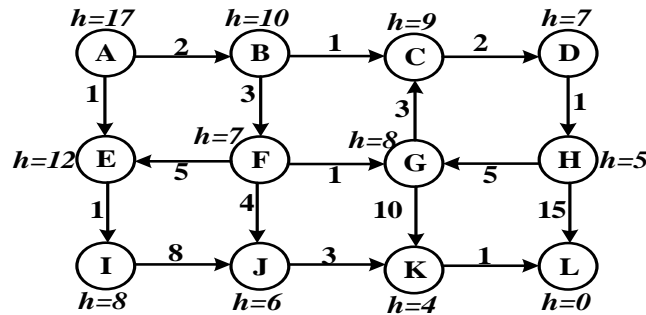 h=17 h=10 h=9 h=7
A 2 B 1 C 2 D
1 3 3 1
h=7 h=8
h=12 E 5 F 1 G 5 H h=5
1 4 10 15
I 8 J 3 K 1 L
h=8 h=6 h=4 h=0